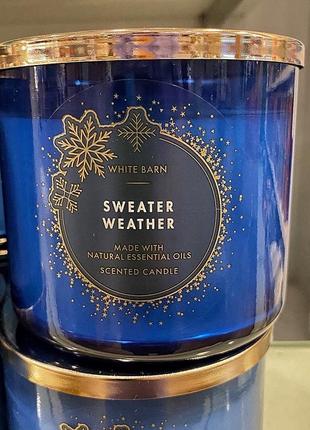 WHITE BARN
SWEATER
WEATHER
MADE WITH
NATURAL ESSENTIAL OILS
SCENTED CANDLE